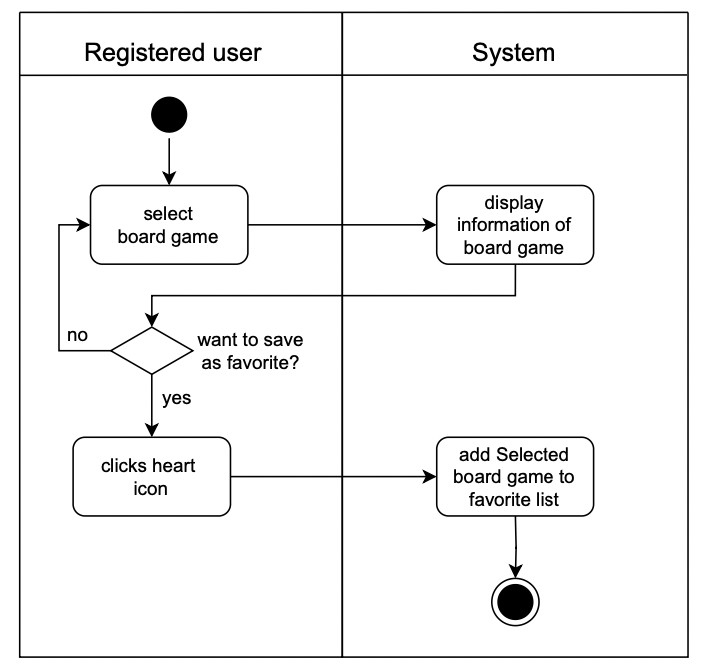 Registered user
System
select
board game
display
information of
board game
no
want to save
as favorite?
yes
clicks heart
icon
add Selected
board game to
favorite list